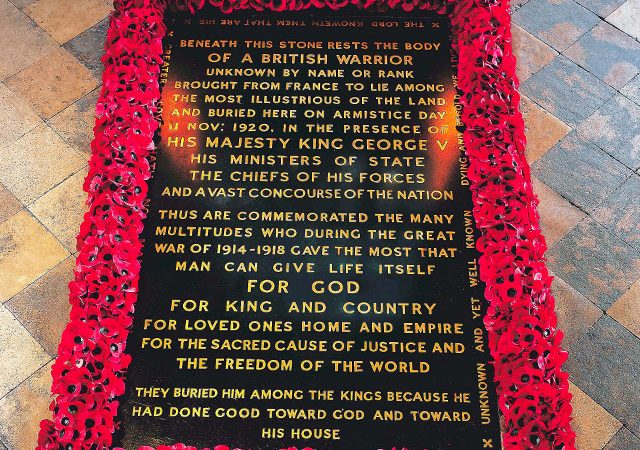 THE LORD KNOWETH THEM THAT ARE HIS
BENEATH THIS STONE RESTS THE BODY
OF A BRITISH WARRIOR
UNKNOWN BY NAME OR RANK
BROUGHT FROM FRANCE TO LIE AMONG
THE MOST ILLUSTRIOUS OF THE LAND
AND BURIED HERE ON ARMISTICE DAY
11 NOV: 1920, IN THE PRESENCE OF
HIS MAJESTY KING GEORGE V
HIS MINISTERS OF STATE
THE CHIEFS OF HIS FORCES
AND A VAST CONCOURSE OF THE NATION
THUS ARE COMMEMORATED THE MANY
MULTITUDES WHO DURING THE GREAT
WAR OF 1914-1918 GAVE THE MOST THAT
MAN CAN GIVE LIFE ITSELF
FOR GOD
FOR KING AND COUNTRY
FOR LOVED ONES HOME AND EMPIRE
FOR THE SACRED CAUSE OF JUSTICE AND
THE FREEDOM OF THE WORLD
THEY BURIED HIM AMONG THE KINGS BECAUSE HE
HAD DONE GOOD TOWARD GOD AND TOWARD
HIS HOUSE
GREATER
UNKNOWN AND YET WELL KNOWN DYING AND BEHOLD WE